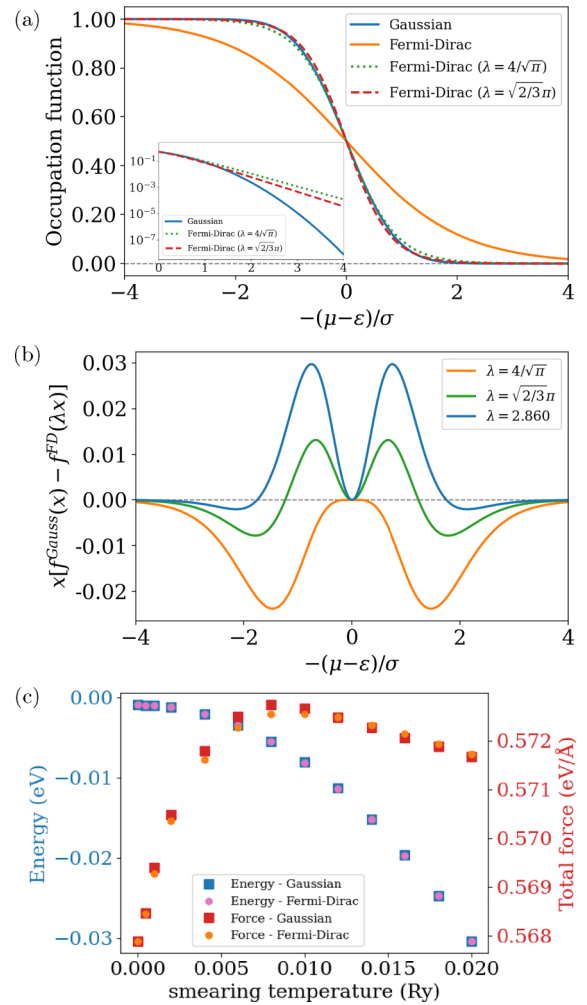 (a)
Occupation function
1.00
0.80
0.60
0.40
0.20
0.00
Gaussian
Fermi-Dirac
Fermi-Dirac (λ = 4/√π)
Fermi-Dirac (λ = √2/3π)
10⁻¹
10⁻³
10⁻⁵
10⁻⁷
Gaussian
Fermi-Dirac (λ = 4/√π)
Fermi-Dirac (λ = √2/3π)
0 1 2 3 4
−4 −2 0 2 4
−(μ−ε)/σ
(b)
x[f^Gauss(x) − f^FD(λx)]
0.03
0.02
0.01
0.00
-0.01
-0.02
λ = 4/√π
λ = √2/3π
λ = 2.860
−4 −2 0 2 4
−(μ−ε)/σ
(c)
Energy (eV)
0.00
−0.01
−0.02
−0.03
Energy - Gaussian
Energy - Fermi-Dirac
Force - Gaussian
Force - Fermi-Dirac
0.572
0.571
0.570
0.569
0.568
Total force (eV/Å)
0.000 0.005 0.010 0.015 0.020
smearing temperature (Ry)